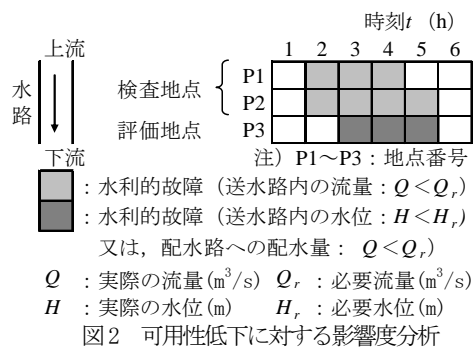 時刻t (h)
上流
1 2 3 4 5 6
水路
検査地点
P1
P2
評価地点
P3
下流
注) P1~P3:地点番号
:水利的故障(送水路内の流量:Q<Qr)
:水利的故障(送水路内の水位:H<Hr)
又は,配水路への配水量: Q<Qr)
Q :実際の流量(m³/s) Qr :必要流量(m³/s)
H :実際の水位(m) Hr :必要水位(m)
図2 可用性低下に対する影響度分析